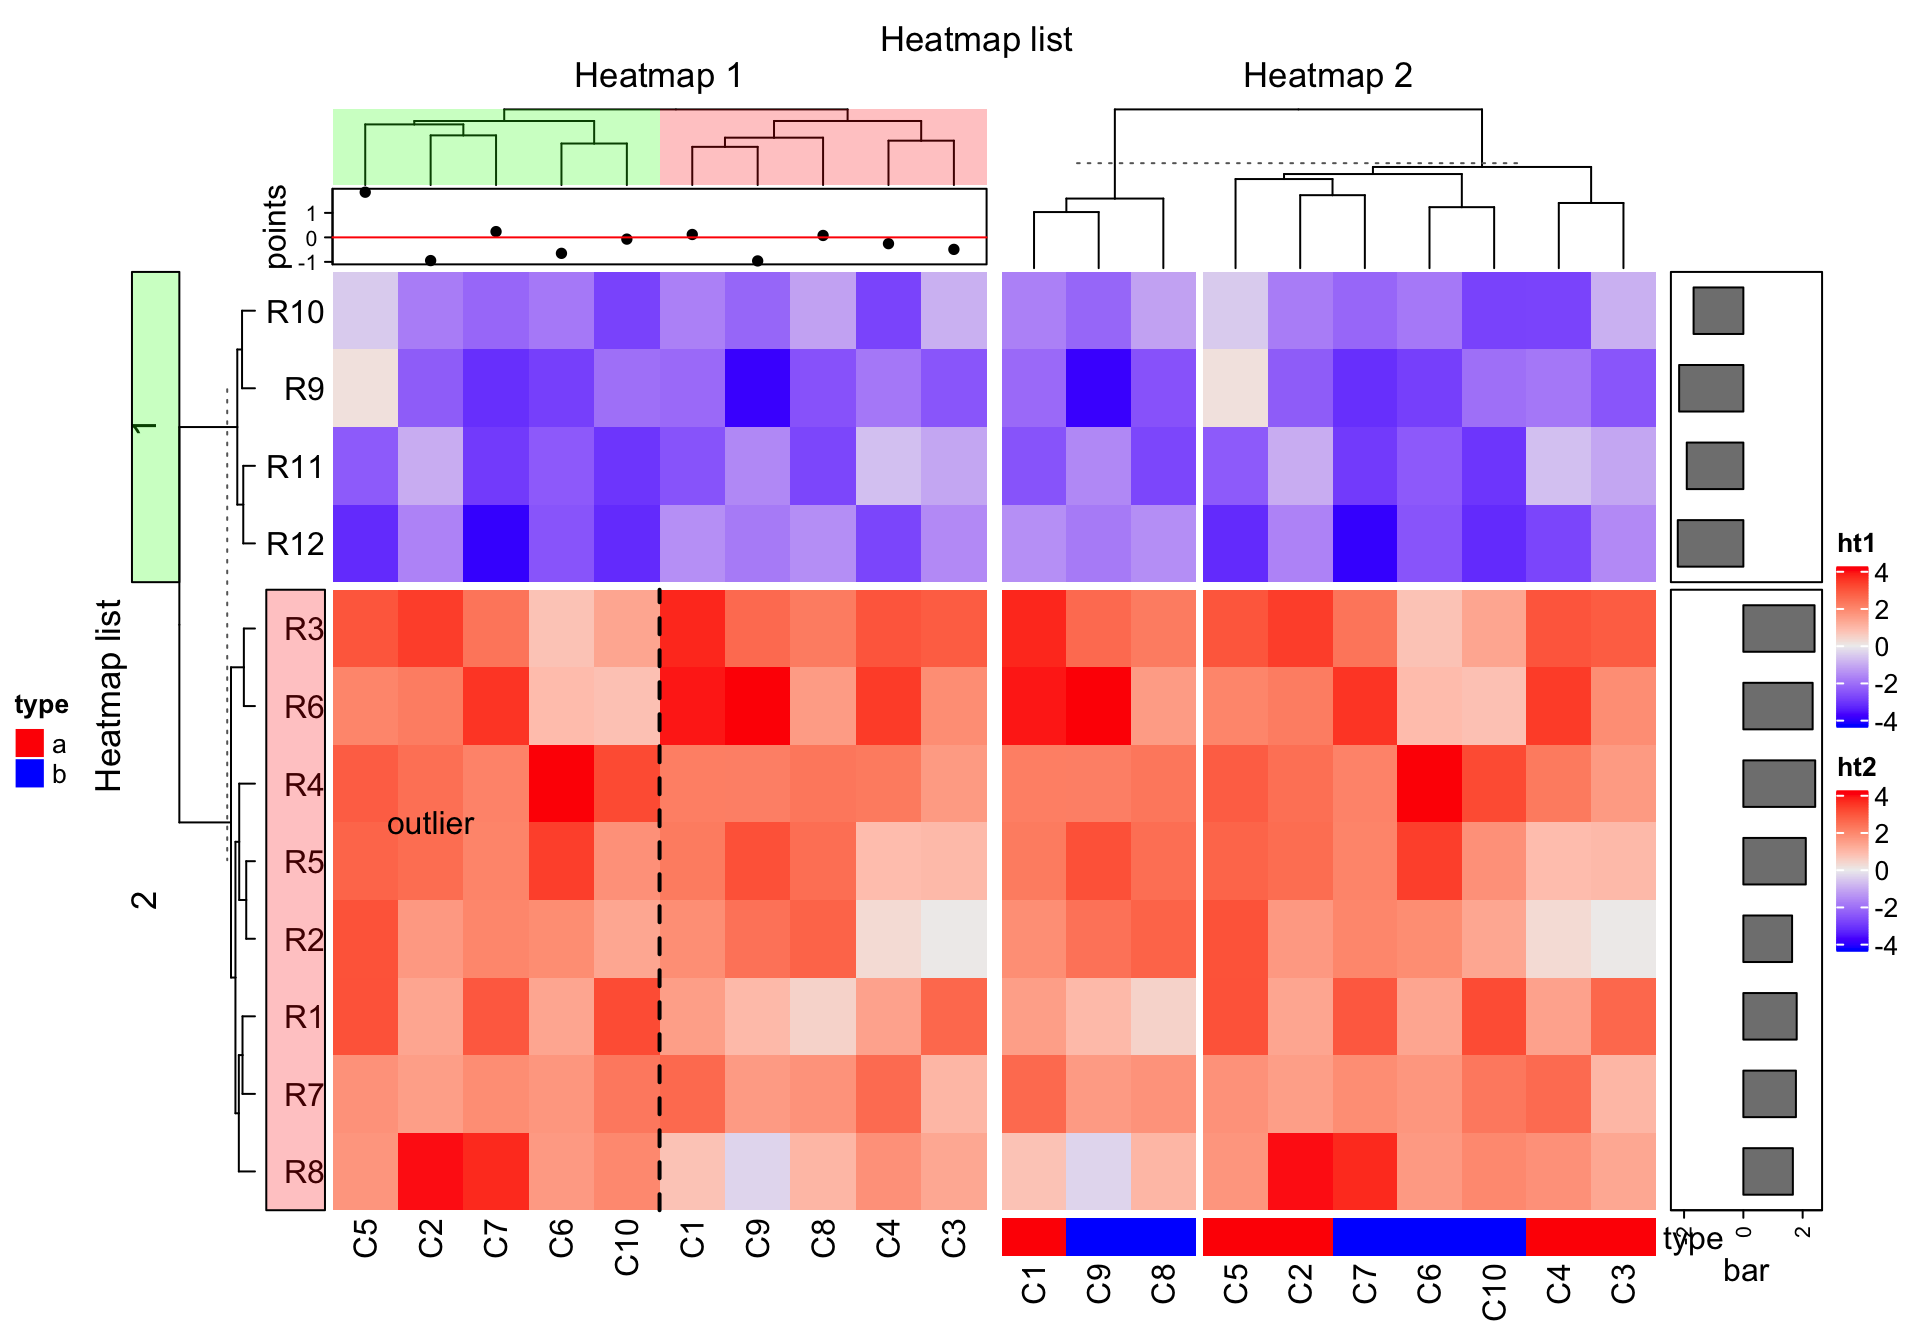 Heatmap list
Heatmap 1
Heatmap 2
points
1
0
-1
R10
R9
R11
R12
1
Heatmap list
2
R3
R6
R4
R5
R2
R1
R7
R8
outlier
type
a
b
ht1
4
2
0
-2
-4
ht2
4
2
0
-2
-4
C5 C2 C7 C6 C10 C1 C9 C8 C4 C3
C1 C9 C8 C5 C2 C7 C6 C10 C4 C3
type
-2 0 2
bar